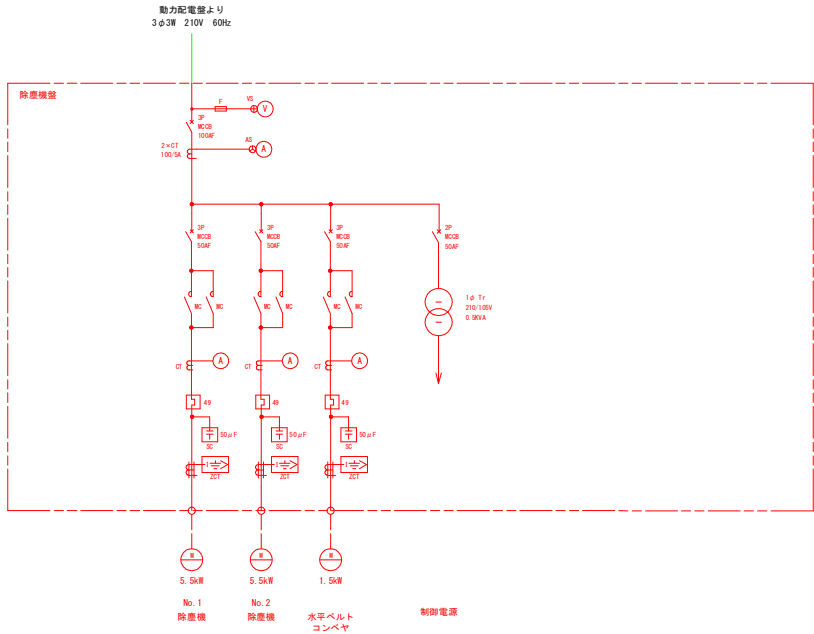 動力配電盤より
3φ3W 210V 60Hz
除塵機盤
F
VS
V
3P
MCCB
100AF
2×CT
100/5A
AS
A
3P
MCCB
50AF
3P
MCCB
50AF
3P
MCCB
50AF
2P
MCCB
50AF
MC MC
MC MC
MC MC
1φ Tr
210/105V
0.5KVA
CT A
CT A
CT A
49
49
49
50μF
SC
50μF
SC
50μF
SC
I
ZCT
I
ZCT
I
ZCT
M
5.5kW
No.1
除塵機
M
5.5kW
No.2
除塵機
M
1.5kW
水平ベルト
コンベヤ
制御電源